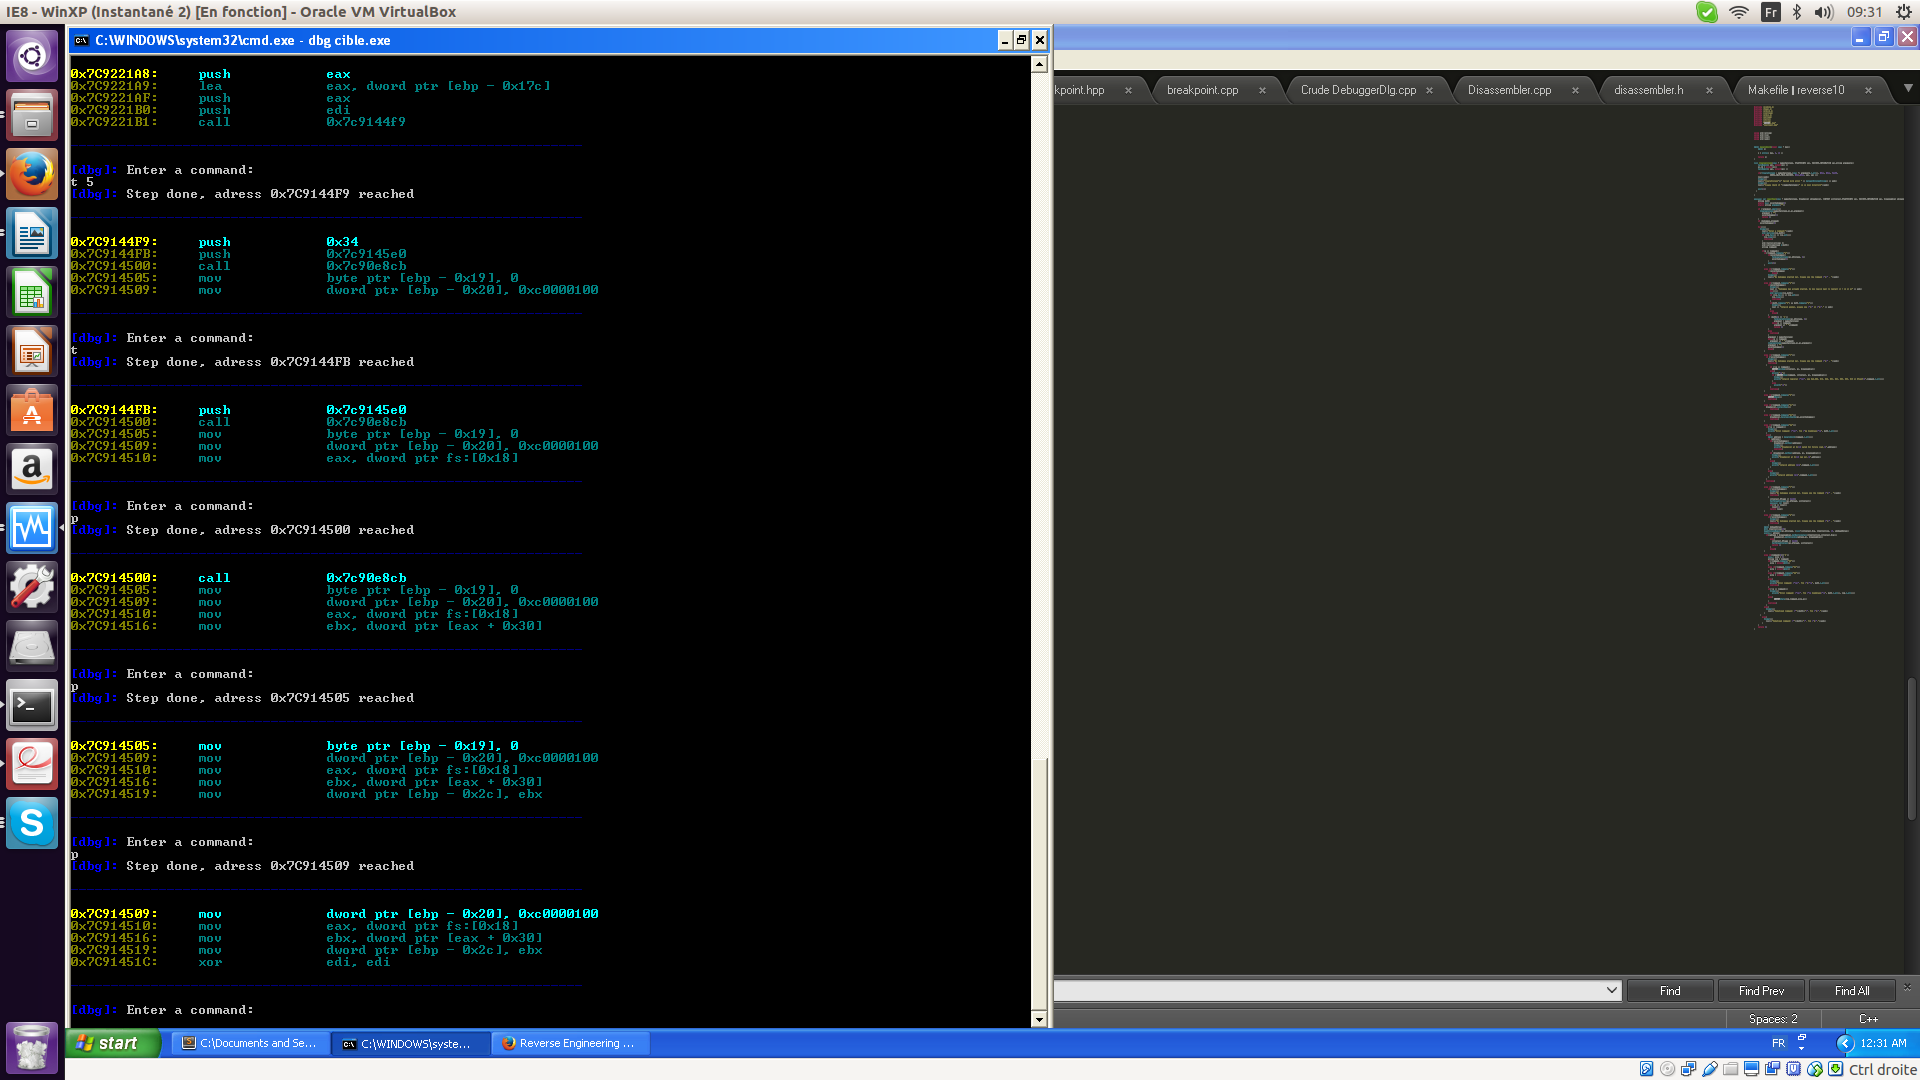 IE8 - WinXP (Instantané 2) [En fonction] - Oracle VM VirtualBox
Fr
09:31
C:\WINDOWS\system32\cmd.exe - dbg cible.exe
kpoint.hpp
breakpoint.cpp
Crude DebuggerDlg.cpp
Disassembler.cpp
disassembler.h
Makefile | reverse10
0x7C9221A8: push eax
0x7C9221A9: lea eax, dword ptr [ebp - 0x17c]
0x7C9221AF: push eax
0x7C9221B0: push edi
0x7C9221B1: call 0x7c9144f9
[dbg]: Enter a command:
t 5
[dbg]: Step done, adress 0x7C9144F9 reached
0x7C9144F9: push 0x34
0x7C9144FB: push 0x7c9145e0
0x7C914500: call 0x7c90e8cb
0x7C914505: mov byte ptr [ebp - 0x19], 0
0x7C914509: mov dword ptr [ebp - 0x20], 0xc0000100
[dbg]: Enter a command:
t
[dbg]: Step done, adress 0x7C9144FB reached
0x7C9144FB: push 0x7c9145e0
0x7C914500: call 0x7c90e8cb
0x7C914505: mov byte ptr [ebp - 0x19], 0
0x7C914509: mov dword ptr [ebp - 0x20], 0xc0000100
0x7C914510: mov eax, dword ptr fs:[0x18]
[dbg]: Enter a command:
p
[dbg]: Step done, adress 0x7C914500 reached
0x7C914500: call 0x7c90e8cb
0x7C914505: mov byte ptr [ebp - 0x19], 0
0x7C914509: mov dword ptr [ebp - 0x20], 0xc0000100
0x7C914510: mov eax, dword ptr fs:[0x18]
0x7C914516: mov ebx, dword ptr [eax + 0x30]
[dbg]: Enter a command:
p
[dbg]: Step done, adress 0x7C914505 reached
0x7C914505: mov byte ptr [ebp - 0x19], 0
0x7C914509: mov dword ptr [ebp - 0x20], 0xc0000100
0x7C914510: mov eax, dword ptr fs:[0x18]
0x7C914516: mov ebx, dword ptr [eax + 0x30]
0x7C914519: mov dword ptr [ebp - 0x2c], ebx
[dbg]: Enter a command:
p
[dbg]: Step done, adress 0x7C914509 reached
0x7C914509: mov dword ptr [ebp - 0x20], 0xc0000100
0x7C914510: mov eax, dword ptr fs:[0x18]
0x7C914516: mov ebx, dword ptr [eax + 0x30]
0x7C914519: mov dword ptr [ebp - 0x2c], ebx
0x7C91451C: xor edi, edi
[dbg]: Enter a command:
Find
Find Prev
Find All
Spaces: 2
C++
start
C:\Documents and Se...
C:\WINDOWS\syste...
Reverse Engineering ...
FR
12:31 AM
Ctrl droite